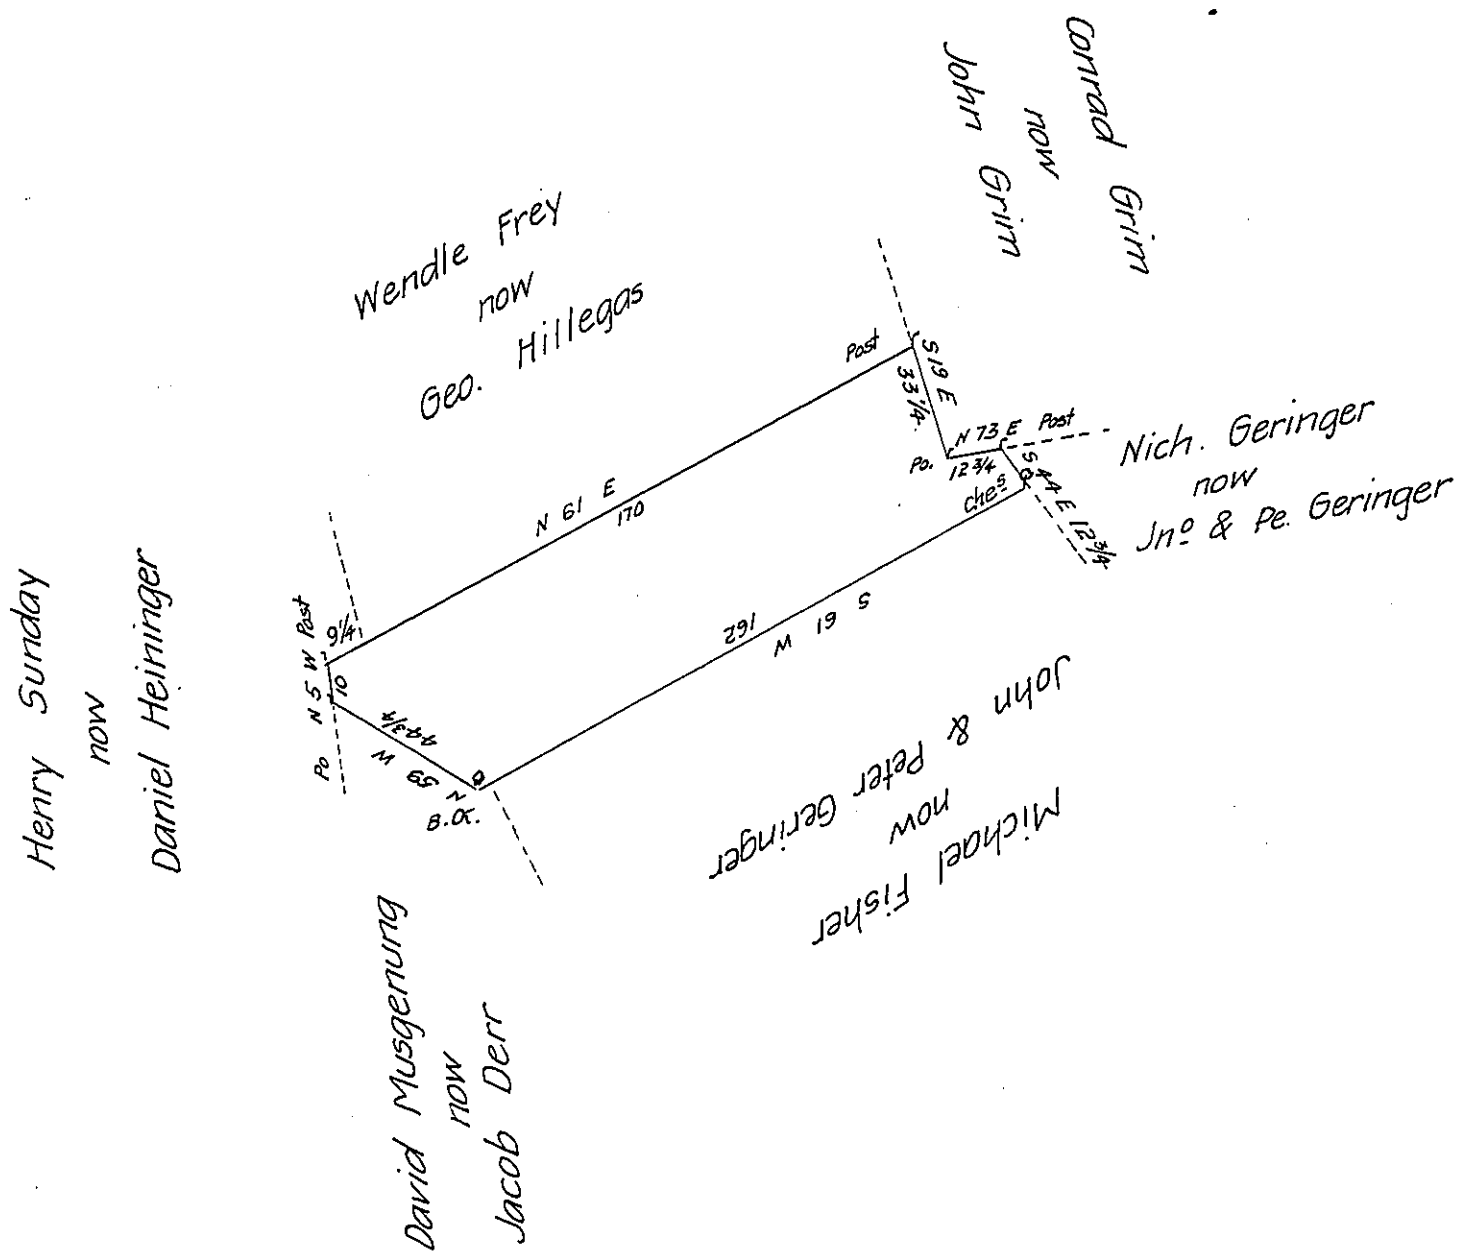 Conrad Grim
now
John Grim
Wendle Frey
now
Geo. Hillegas
Post
S 19 E
33 1/4
N 73 E Post
Po.
12 3/4
S 44 E 12 3/4
Ches
Nich. Geringer
now
Jno. & Pe. Geringer
N 61 E
170
S 61 W
162
Henry Sunday
now
Daniel Heininger
Post
9 1/4
N 5 W
10
Po
N 59 W
44 3/4
B.O.
Michael Fisher
now
John & Peter Geringer
David Musgenung
now
Jacob Derr